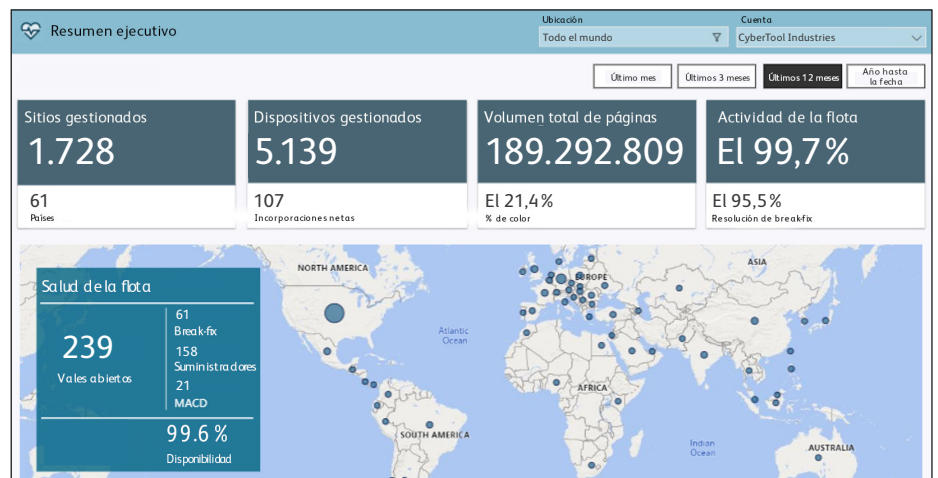 Resumen ejecutivo
Ubicación
Todo el mundo
Cuenta
CyberTool Industries
Último mes
Últimos 3 meses
Últimos 12 meses
Año hasta
la fecha
Sitios gestionados
1.728
61
Países
Dispositivos gestionados
5.139
107
Incorporaciones netas
Volumen total de páginas
189.292.809
El 21,4%
% de color
Actividad de la flota
El 99,7%
El 95,5%
Resolución de break-fix
Salud de la flota
239
Vales abiertos
61
Break-fix
158
Suministradores
21
MACD
99.6%
Disponibilidad
NORTH AMERICA
Atlantic
Ocean
EUROPE
ASIA
AFRICA
SOUTH AMERICA
Indian
Ocean
AUSTRALIA